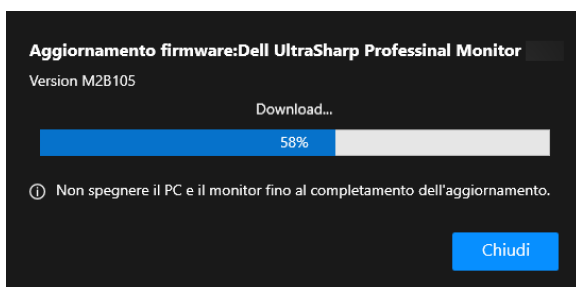 Aggiornamento firmware:Dell UltraSharp Professinal Monitor
Version M2B105
Download...
58%
Non spegnere il PC e il monitor fino al completamento dell'aggiornamento.
Chiudi